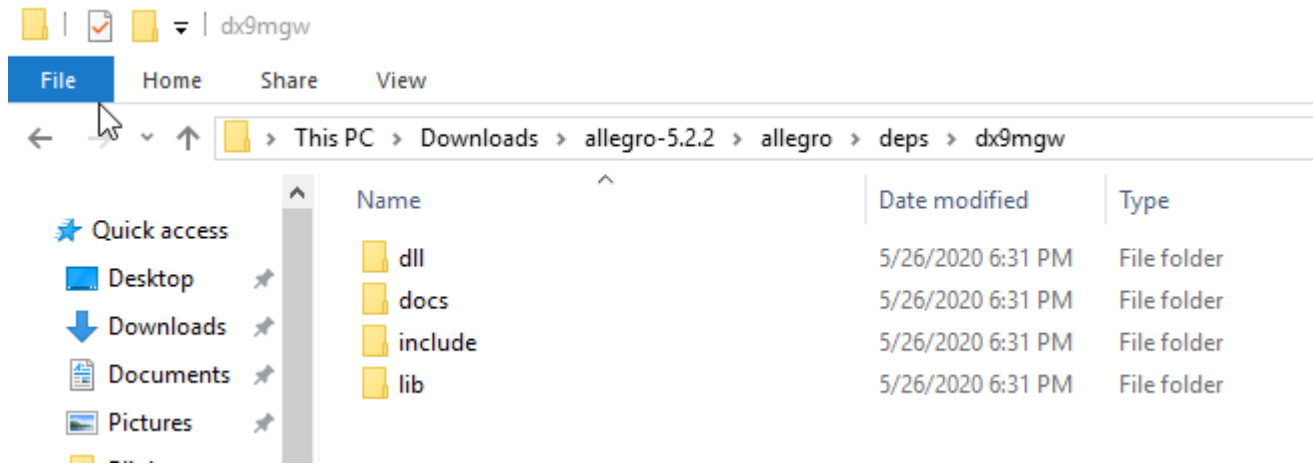 dx9mgw
File Home Share View
This PC > Downloads > allegro-5.2.2 > allegro > deps > dx9mgw
Name Date modified Type
Quick access
dll 5/26/2020 6:31 PM File folder
Desktop
docs 5/26/2020 6:31 PM File folder
Downloads
include 5/26/2020 6:31 PM File folder
Documents
lib 5/26/2020 6:31 PM File folder
Pictures